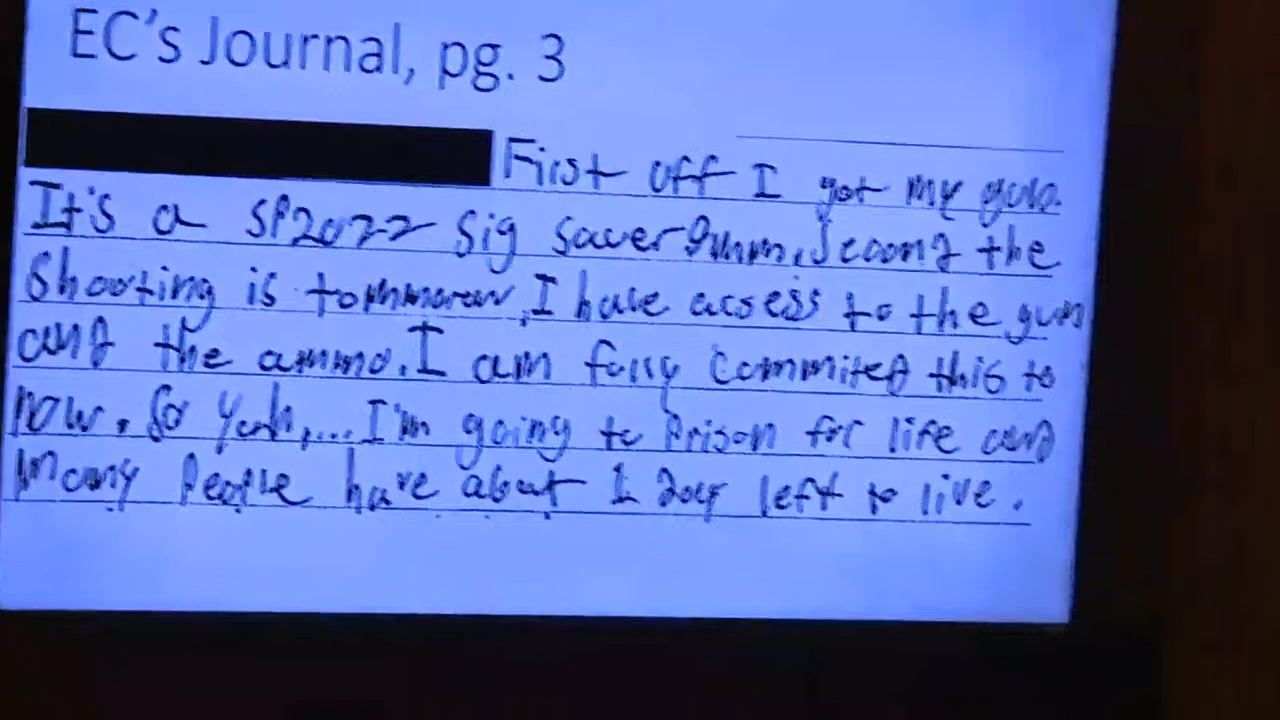 EC's Journal, pg. 3
First off I got my gun.
It's a SP2022 Sig Sauer 9mm. Second the
Shooting is tommorow, I have acsess to the gun
and the ammo. I am fully commited this to
now. So yeah,... I'm going to Prison for life and
Many People have about 1 Day left to live.